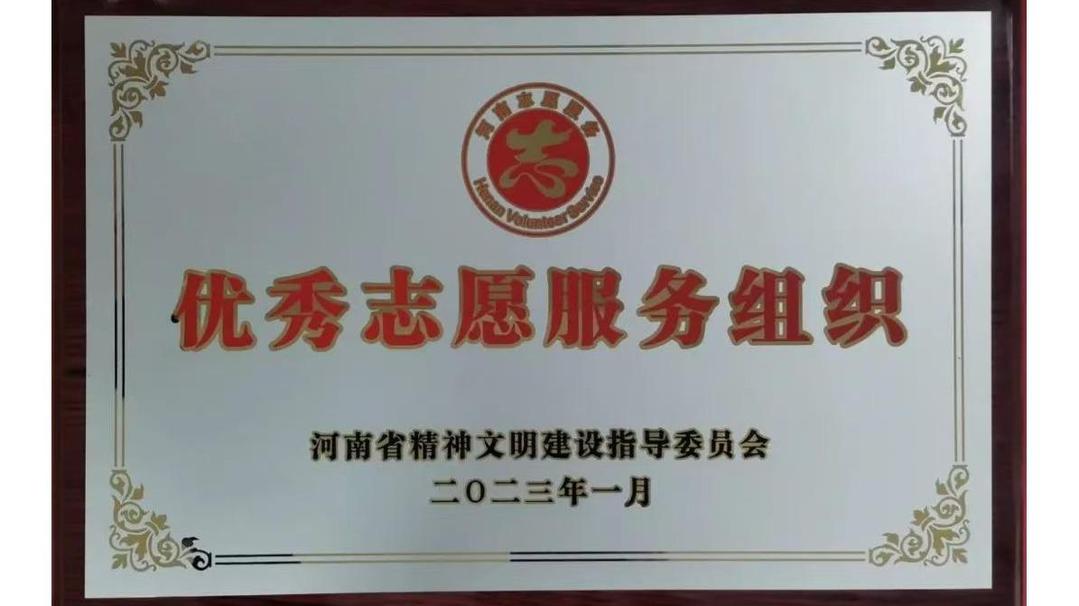 河南志愿服务
志
Henan Volunteer Service
优秀志愿服务组织
河南省精神文明建设指导委员会
二〇二三年一月